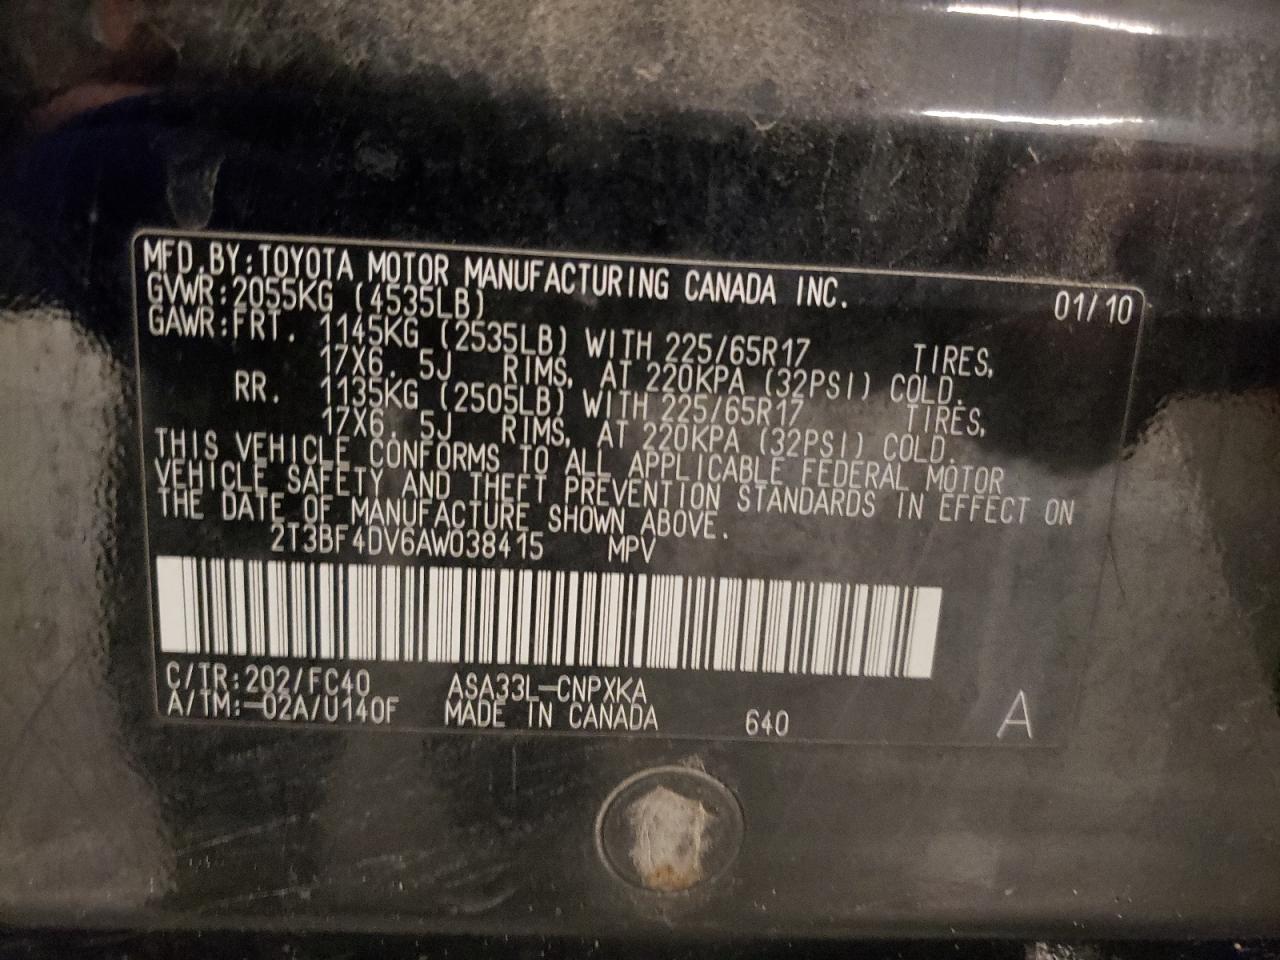 MFD.BY:TOYOTA MOTOR MANUFACTURING CANADA INC. 01/10
GVWR:2055KG (4535LB)
GAWR:FRT. 1145KG (2535LB) WITH 225/65R17 TIRES,
17X6.5J RIMS, AT 220KPA (32PSI) COLD.
RR. 1135KG (2505LB) WITH 225/65R17 TIRES,
17X6.5J RIMS, AT 220KPA (32PSI) COLD.
THIS VEHICLE CONFORMS TO ALL APPLICABLE FEDERAL MOTOR
VEHICLE SAFETY AND THEFT PREVENTION STANDARDS IN EFFECT ON
THE DATE OF MANUFACTURE SHOWN ABOVE.
2T3BF4DV6AW038415 MPV
C/TR:202/FC40 ASA33L-CNPXKA
A/TM:-02A/U140F MADE IN CANADA 640 A